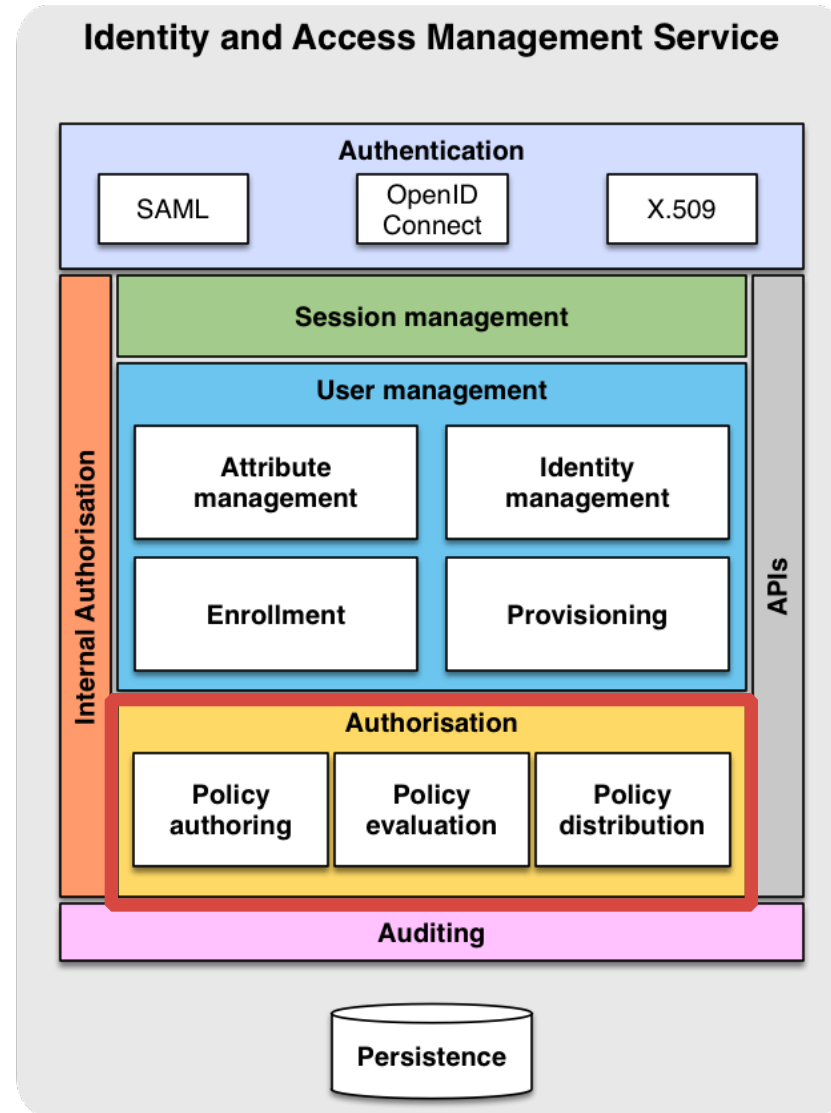 Identity and Access Management Service
Authentication
SAML
OpenID
Connect
X.509
Internal Authorisation
Session management
User management
Attribute
management
Identity
management
Enrollment
Provisioning
APIs
Authorisation
Policy
authoring
Policy
evaluation
Policy
distribution
Auditing
Persistence